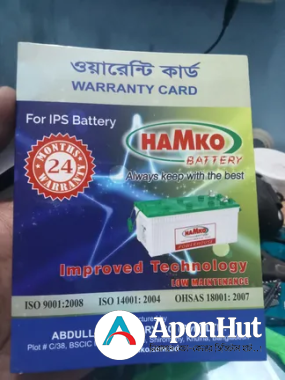 ওয়ারেন্টি কার্ড
WARRANTY CARD
For IPS Battery
HAMKO
BATTERY
Always keep with the best
MONTHS
24
WARRANTY
Improved Technology
LOW MAINTENANCE
ISO 9001:2008 ISO 14001: 2004 OHSAS 18001: 2007
ABDULL
Plot # C/38, BSCIC
AponHut